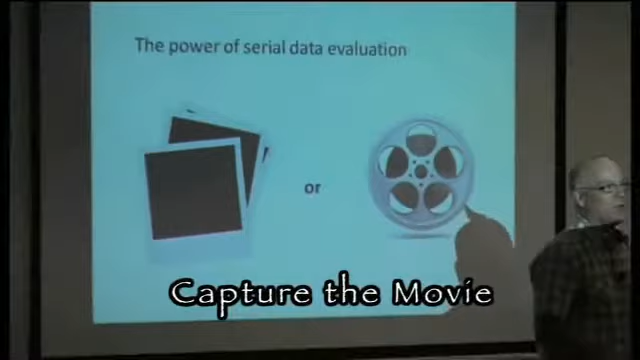 The power of serial data evaluation
or
Capture the Movie